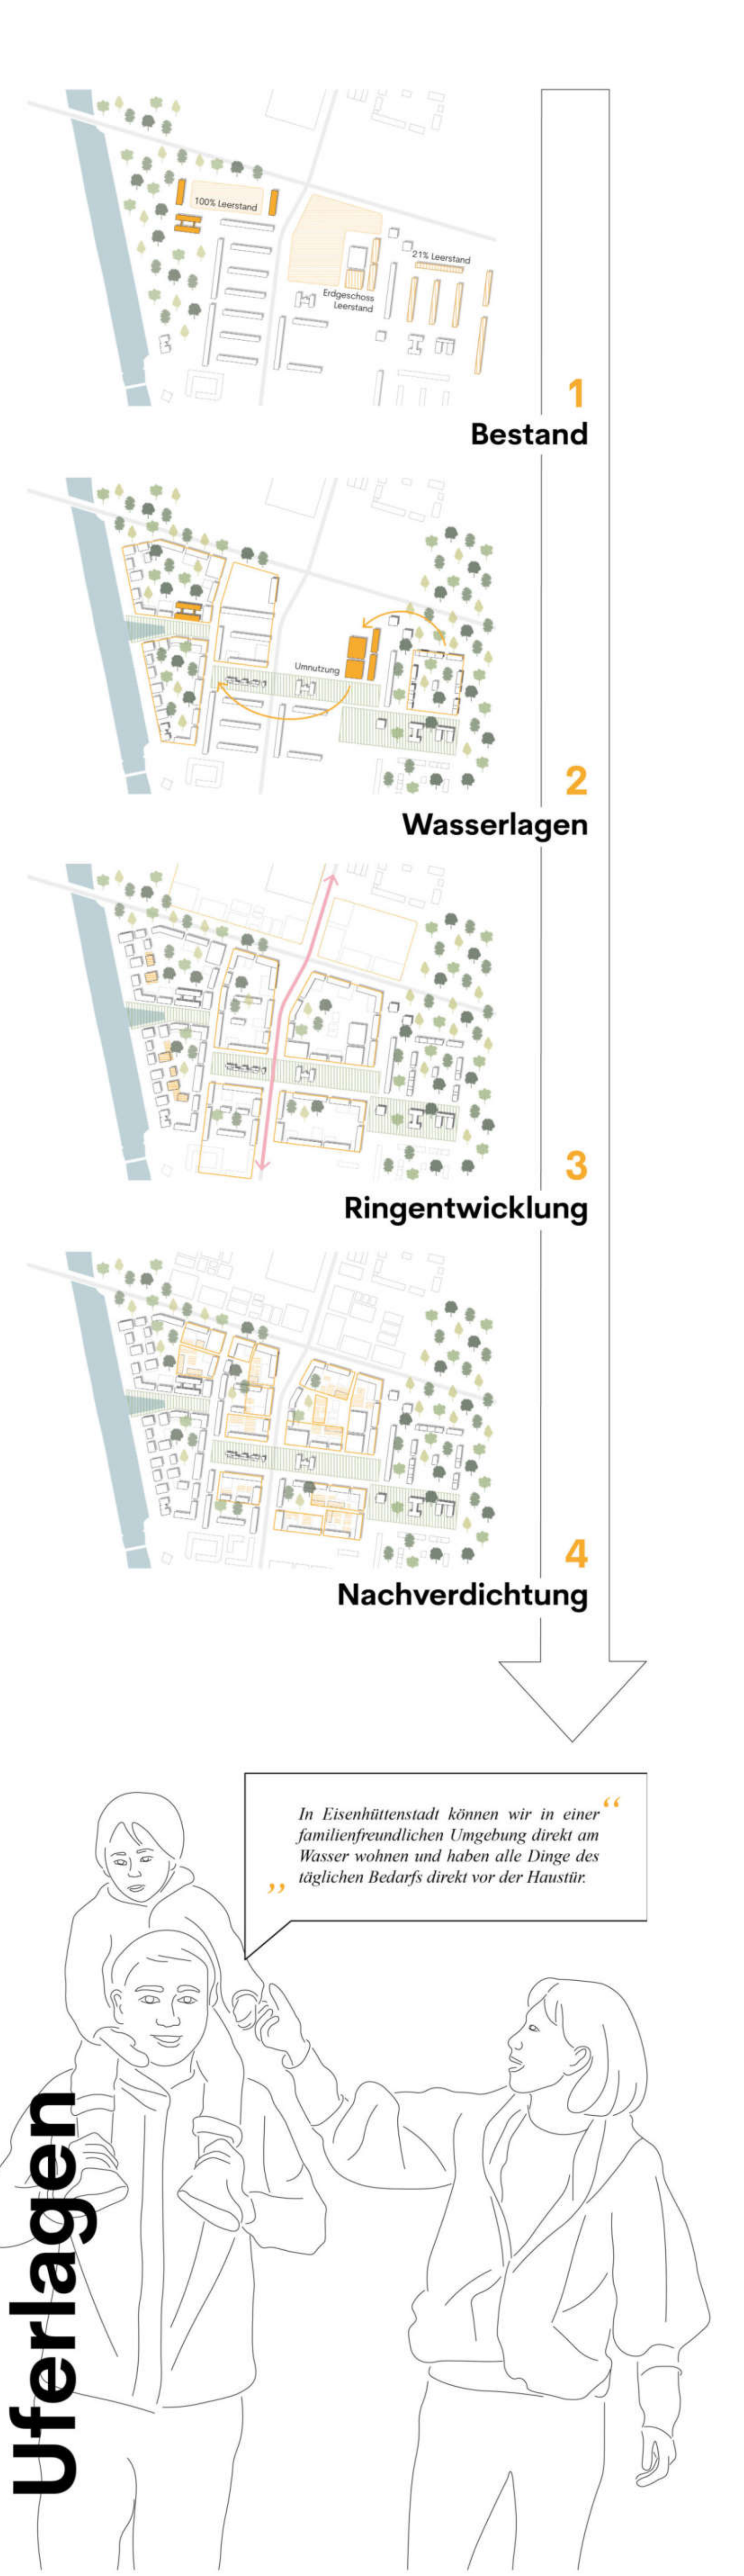 100% Leerstand
21% Leerstand
Erdgeschoss
Leerstand
1
Bestand
Umnutzung
2
Wasserlagen
3
Ringentwicklung
4
Nachverdichtung
In Eisenhüttenstadt können wir in einer “
familienfreundlichen Umgebung direkt am
Wasser wohnen und haben alle Dinge des
„ täglichen Bedarfs direkt vor der Haustür.
Uferlagen